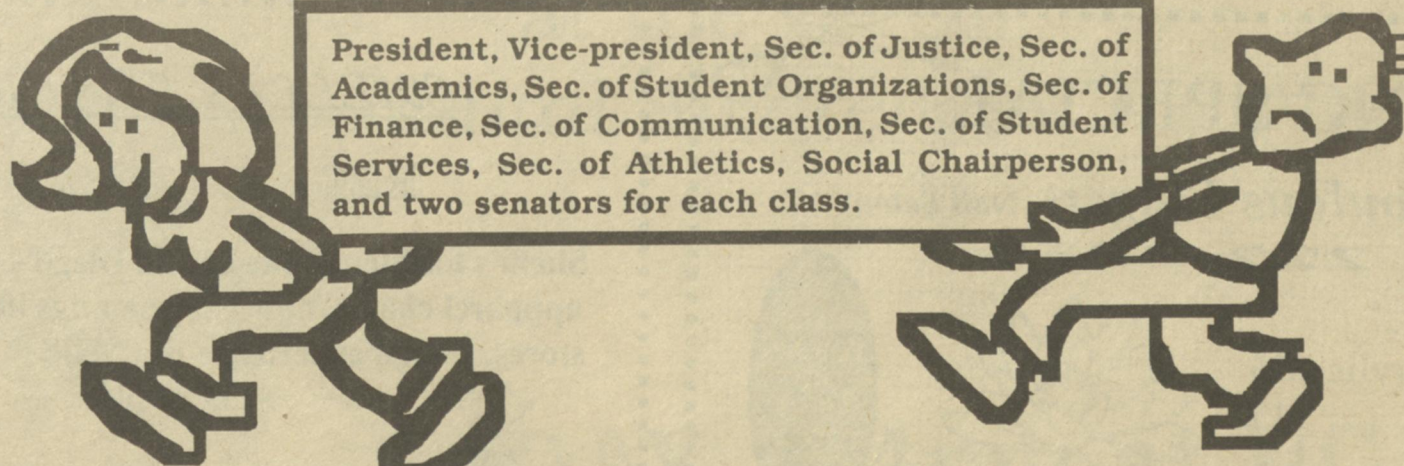 President, Vice-president, Sec. of Justice, Sec. of
Academics, Sec. of Student Organizations, Sec. of
Finance, Sec. of Communication, Sec. of Student
Services, Sec. of Athletics, Social Chairperson,
and two senators for each class.